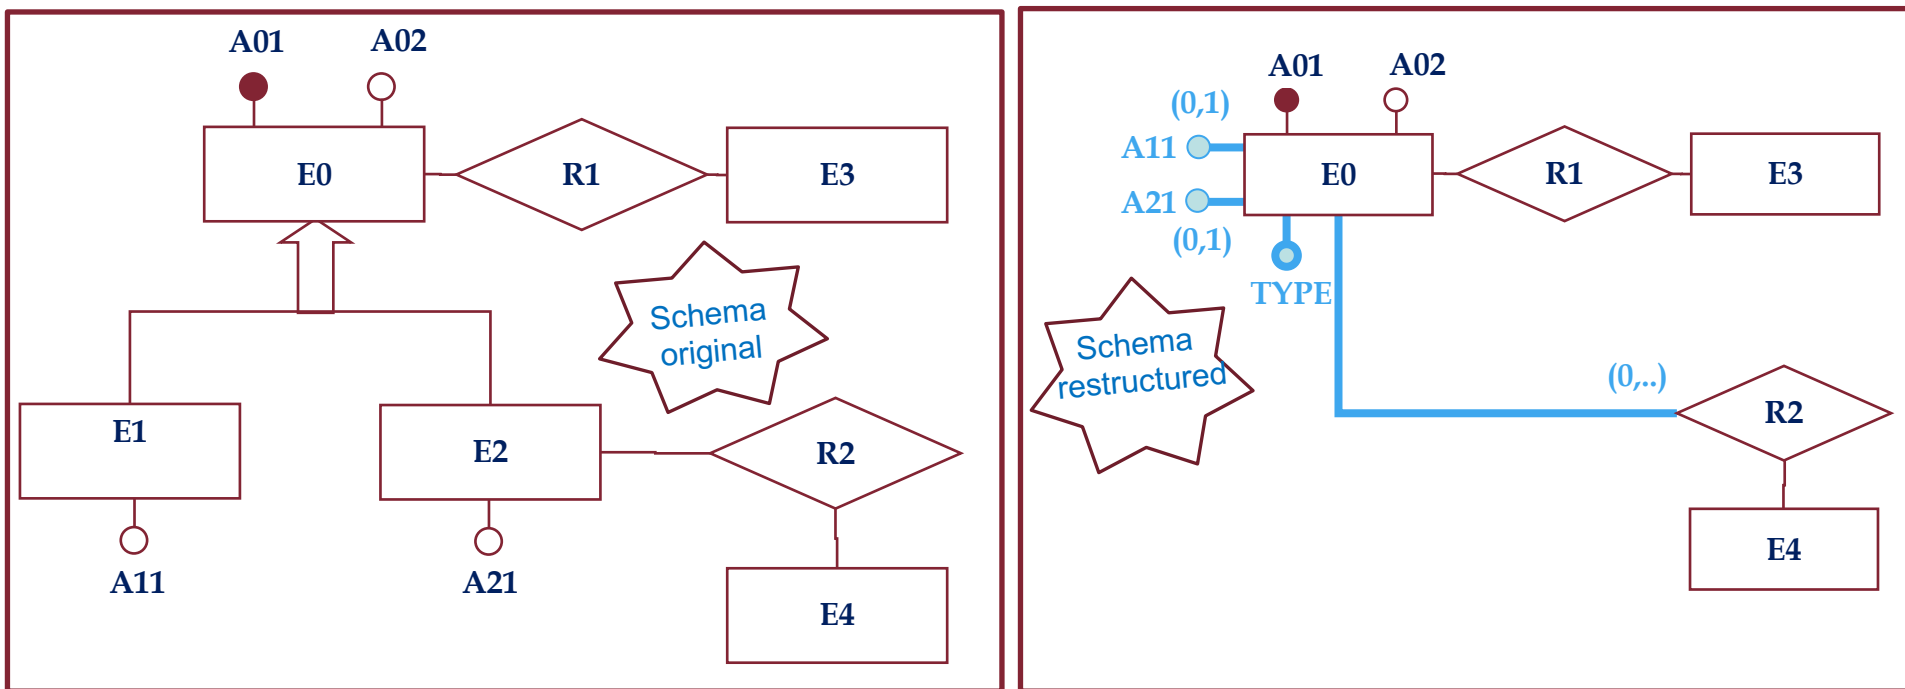 A01
A02
E0
R1
E3
Schema
original
E1
E2
R2
A11
A21
E4
A01
A02
(0,1)
A11
E0
R1
E3
A21
(0,1)
TYPE
Schema
restructured
(0,..)
R2
E4